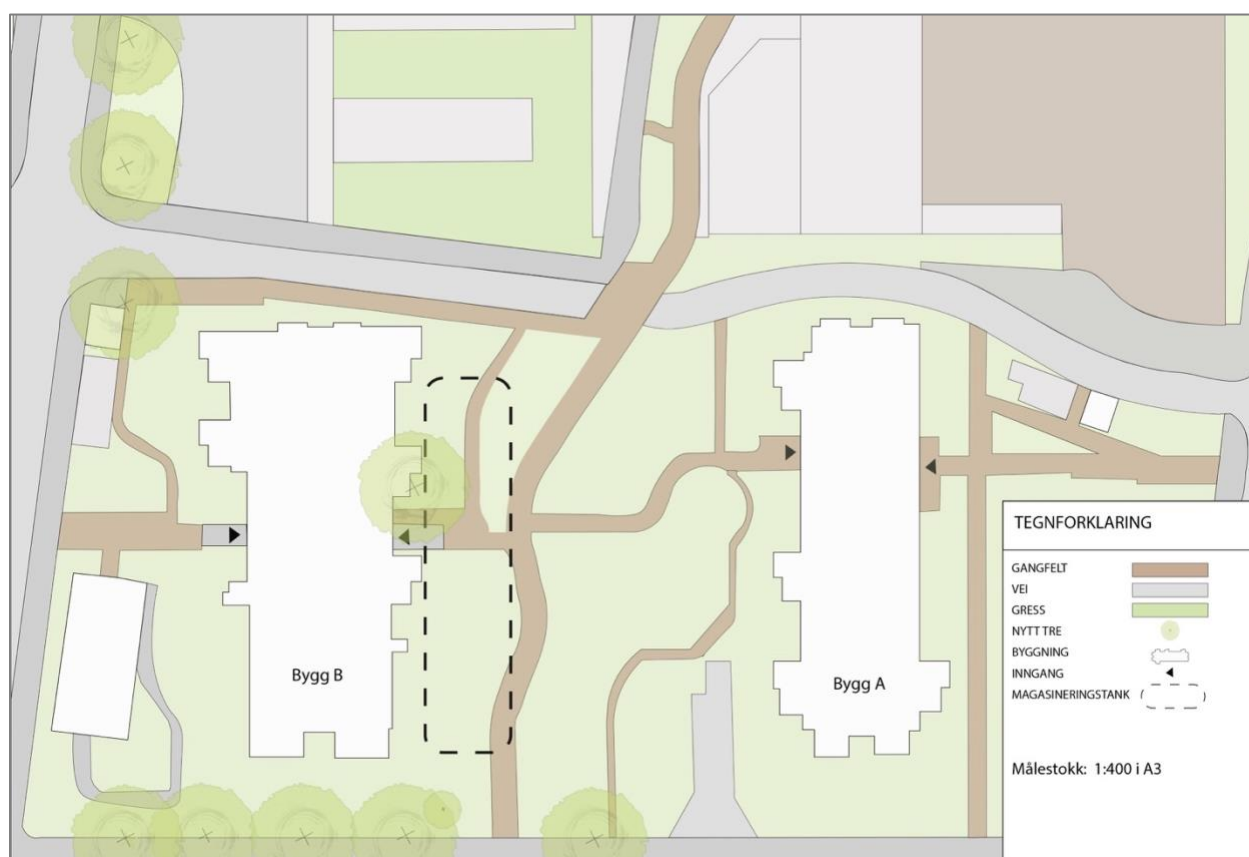 Bygg B
Bygg A
TEGNFORKLARING
GANGFELT
VEI
GRESS
NYTT TRE
BYGGNING
INNGANG
MAGASINERINGSTANK
Målestokk: 1:400 i A3